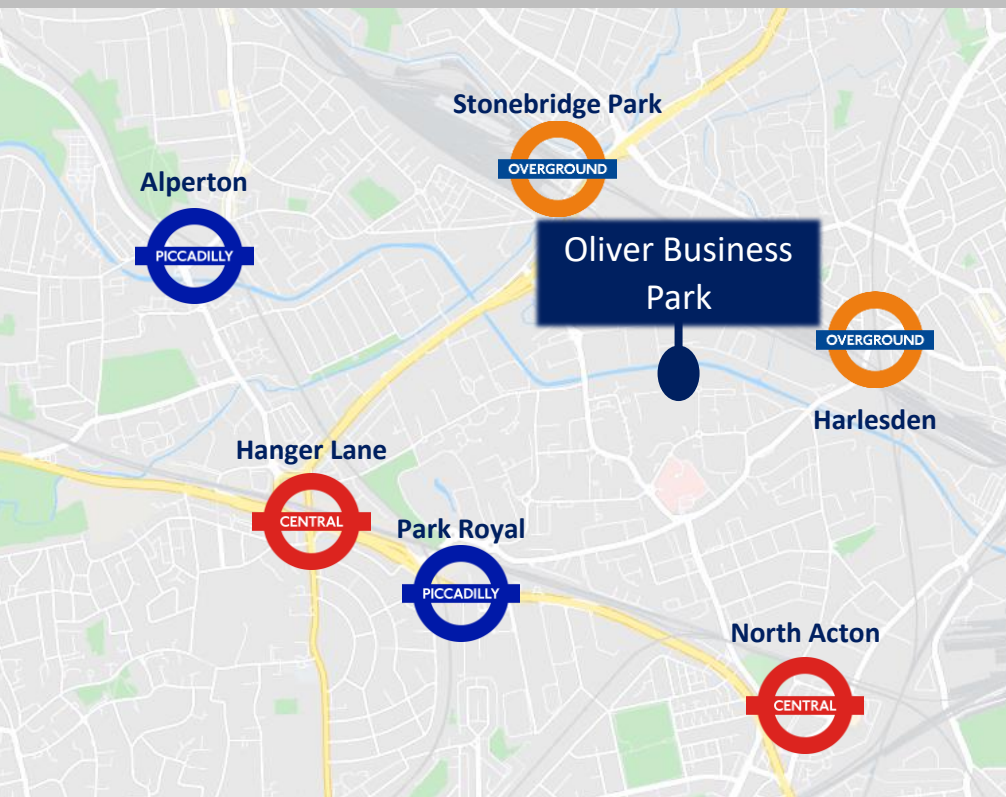 Stonebridge Park
OVERGROUND
Alperton
PICCADILLY
Oliver Business
Park
OVERGROUND
Harlesden
Hanger Lane
CENTRAL
Park Royal
PICCADILLY
North Acton
CENTRAL